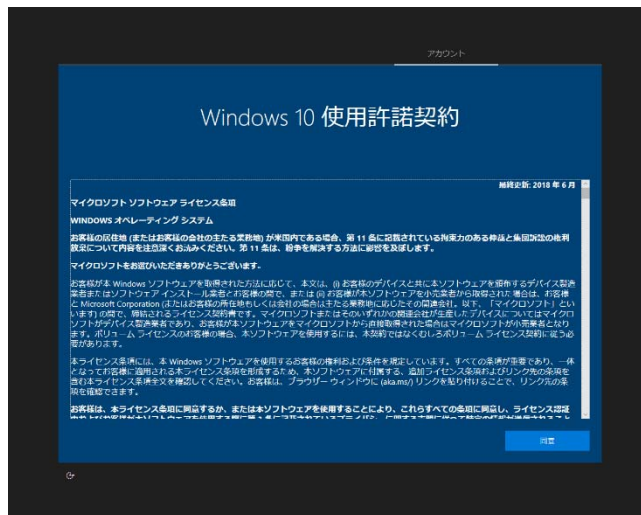 アカウント
Windows 10 使用許諾契約
最終更新: 2018 年 6 月
マイクロソフト ソフトウェア ライセンス条項
WINDOWS オペレーティング システム
お客様の居住地 (またはお客様の会社の主たる業務地) が米国内である場合、第 11 条に記載されている拘束力のある仲裁と集団訴訟の権利
放棄について内容を注意深くお読みください。第 11 条は、紛争を解決する方法に影響を及ぼします。
マイクロソフトをお選びいただきありがとうございます。
お客様が本 Windows ソフトウェアを取得された方法に応じて、本文は、(i) お客様のデバイスと共に本ソフトウェアを頒布するデバイス製造
業者またはソフトウェア インストール業者とお客様の間で、または (ii) お客様が本ソフトウェアを小売業者から取得された場合は、お客様
と Microsoft Corporation (またはお客様の所在地もしくは会社の場合は主たる業務地に応じたその関連会社。以下、「マイクロソフト」とい
います) の間で、締結されるライセンス契約書です。マイクロソフトまたはそのいずれかの関連会社が生産したデバイスについてはマイクロ
ソフトがデバイス製造業者であり、お客様が本ソフトウェアをマイクロソフトから直接取得された場合はマイクロソフトが小売業者となり
ます。ボリューム ライセンスのお客様の場合、本ソフトウェアを使用するには、本契約ではなくむしろボリューム ライセンス契約に従う必
要があります。
本ライセンス条項には、本 Windows ソフトウェアを使用するお客様の権利および条件を規定しています。すべての条項が重要であり、一体
となってお客様に適用される本ライセンス条項を形成するため、本ソフトウェアに付属する、追加ライセンス条項およびリンク先の条項を
含む本ライセンス条項全文を確認してください。お客様は、ブラウザー ウィンドウに (aka.ms/) リンクを貼り付けることで、リンク先の条
項を確認できます。
お客様は、本ライセンス条項に同意するか、または本ソフトウェアを使用することにより、これらすべての条項に同意し、ライセンス認証
同意